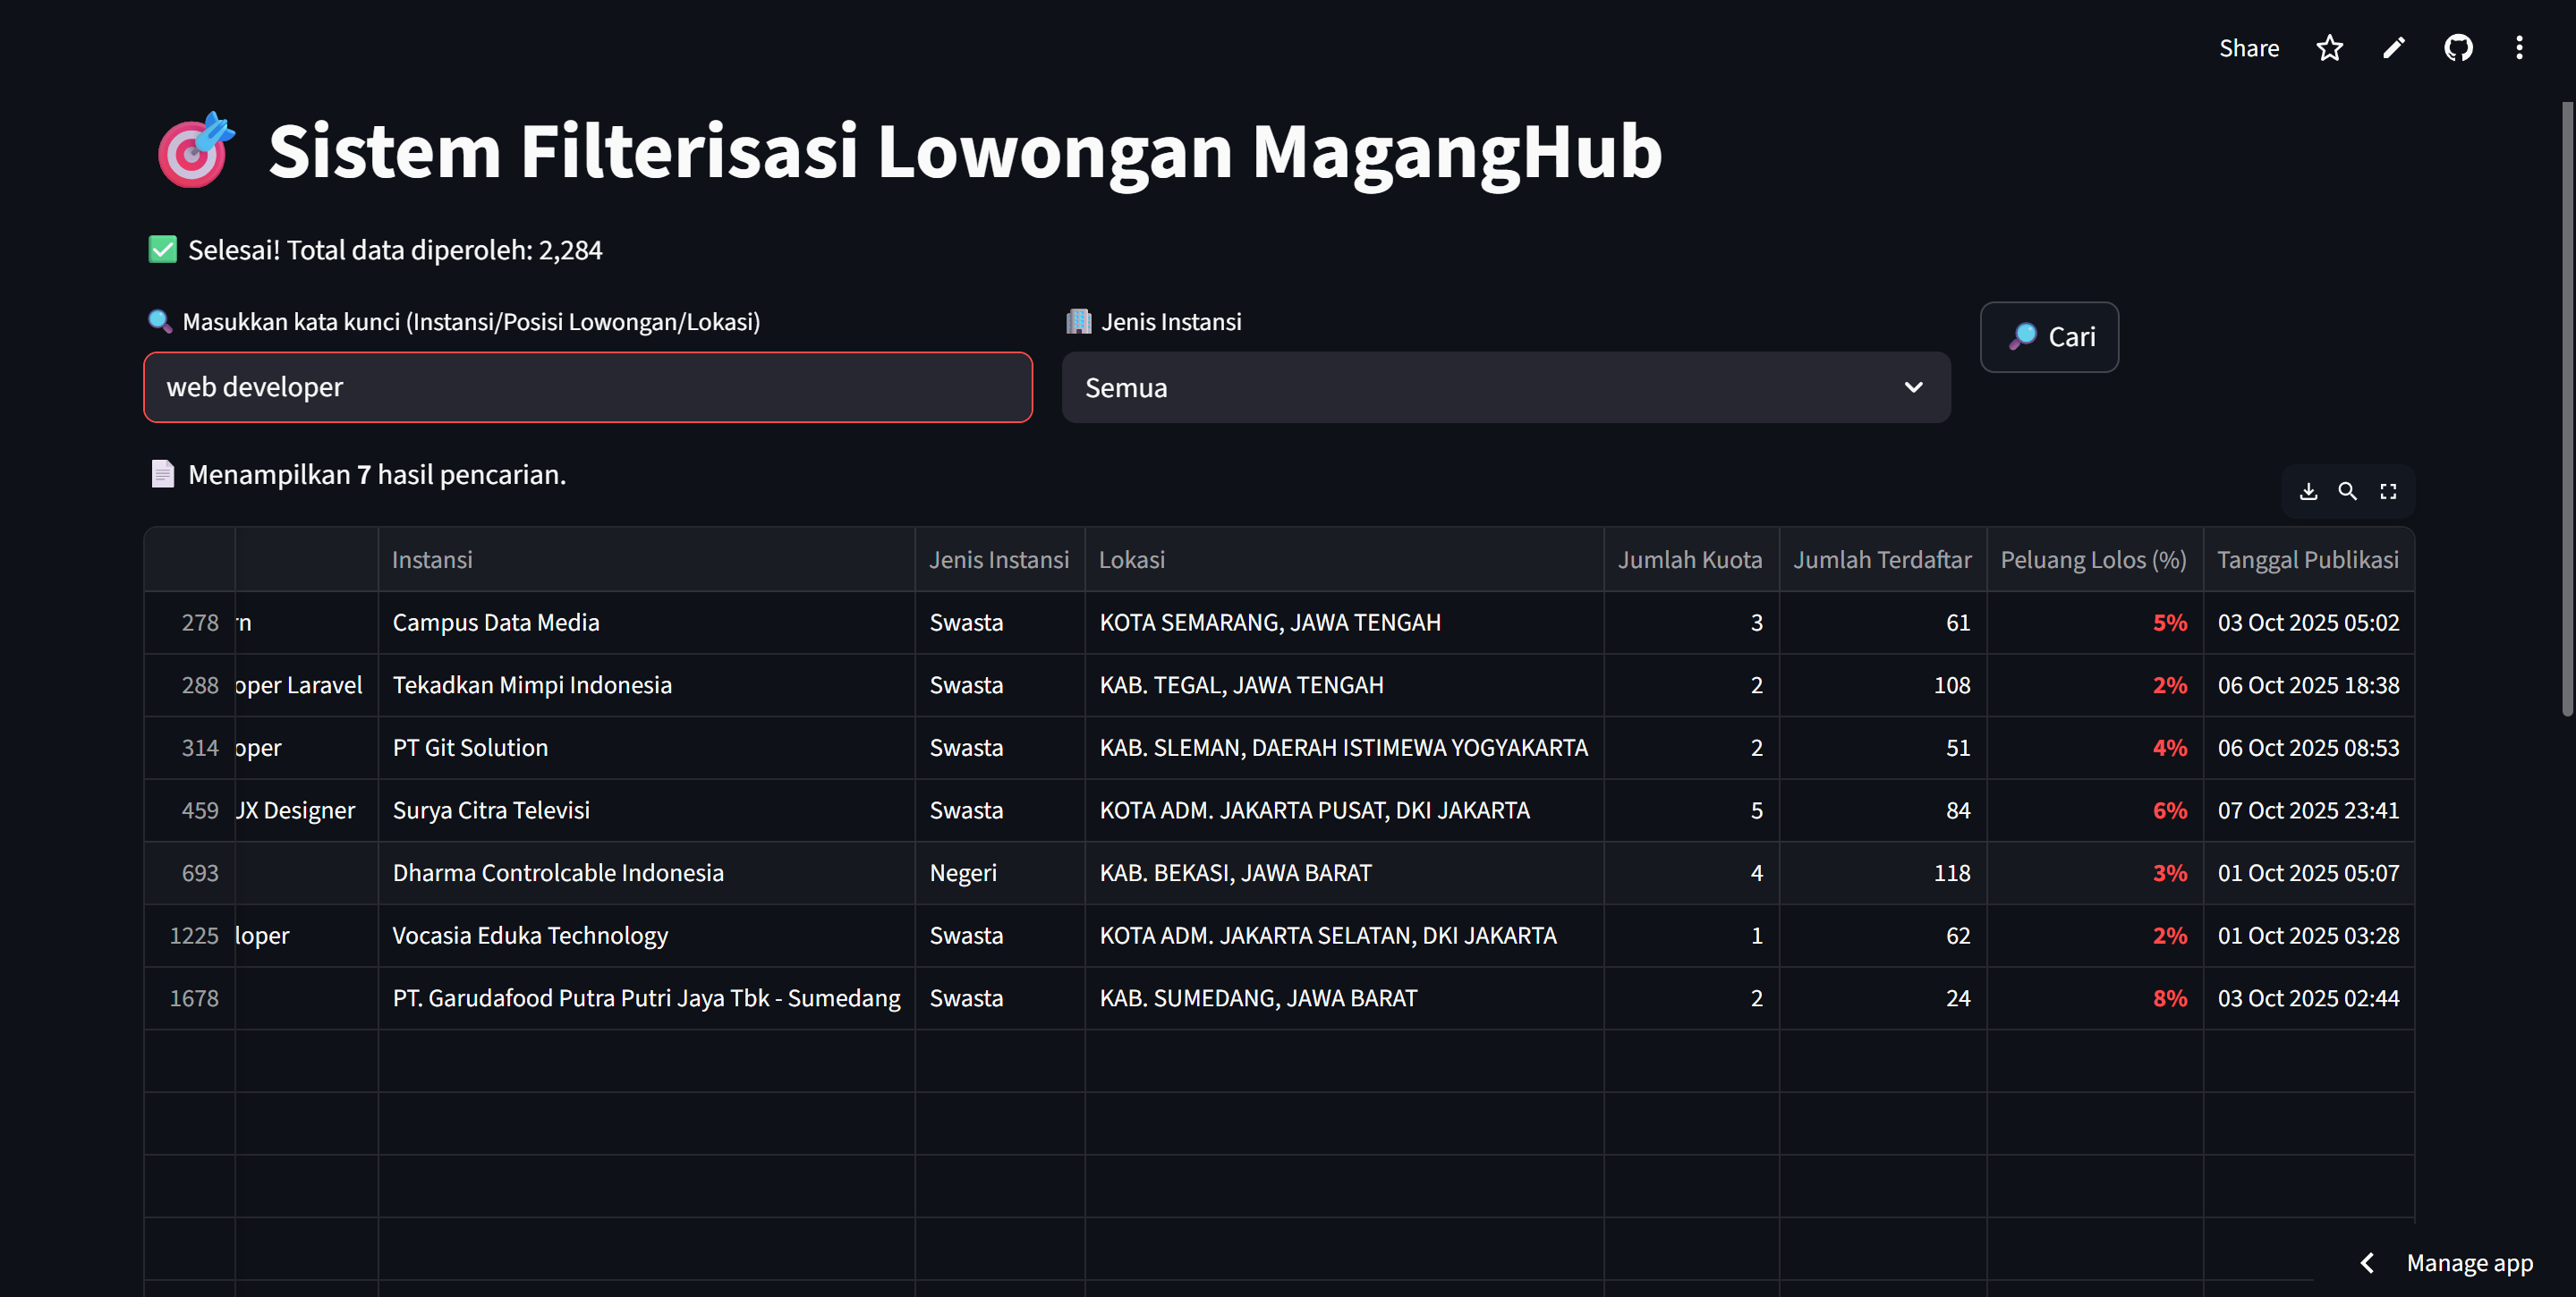 Share
Sistem Filterisasi Lowongan MagangHub
Selesai! Total data diperoleh: 2,284
Masukkan kata kunci (Instansi/Posisi Lowongan/Lokasi)
Jenis Instansi
Cari
web developer
Semua
Menampilkan 7 hasil pencarian.
Instansi Jenis Instansi Lokasi Jumlah Kuota Jumlah Terdaftar Peluang Lolos (%) Tanggal Publikasi
278 Campus Data Media Swasta KOTA SEMARANG, JAWA TENGAH 3 61 5% 03 Oct 2025 05:02
288 oper Laravel Tekadkan Mimpi Indonesia Swasta KAB. TEGAL, JAWA TENGAH 2 108 2% 06 Oct 2025 18:38
314 oper PT Git Solution Swasta KAB. SLEMAN, DAERAH ISTIMEWA YOGYAKARTA 2 51 4% 06 Oct 2025 08:53
459 UX Designer Surya Citra Televisi Swasta KOTA ADM. JAKARTA PUSAT, DKI JAKARTA 5 84 6% 07 Oct 2025 23:41
693 Dharma Controlcable Indonesia Negeri KAB. BEKASI, JAWA BARAT 4 118 3% 01 Oct 2025 05:07
1225 loper Vocasia Eduka Technology Swasta KOTA ADM. JAKARTA SELATAN, DKI JAKARTA 1 62 2% 01 Oct 2025 03:28
1678 PT. Garudafood Putra Putri Jaya Tbk - Sumedang Swasta KAB. SUMEDANG, JAWA BARAT 2 24 8% 03 Oct 2025 02:44
Manage app